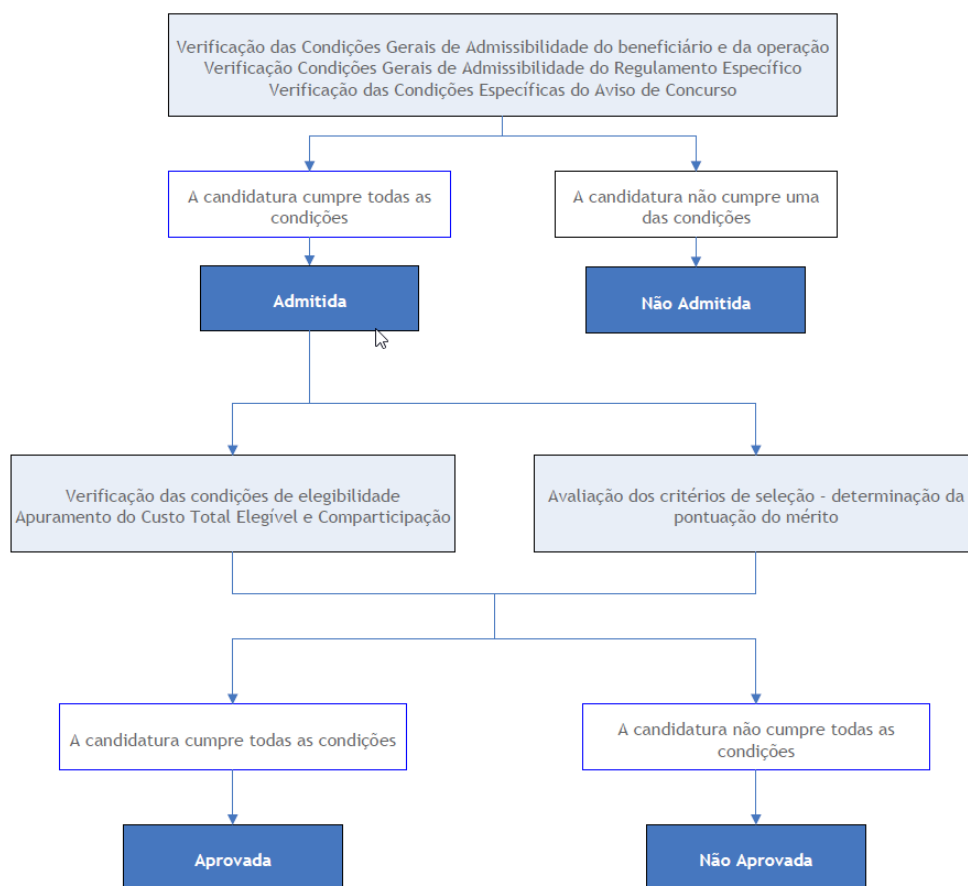 Verificação das Condições Gerais de Admissibilidade do beneficiário e da operação
Verificação Condições Gerais de Admissibilidade do Regulamento Específico
Verificação das Condições Específicas do Aviso de Concurso
A candidatura cumpre todas as
condições
A candidatura não cumpre uma
das condições
Admitida
Não Admitida
Verificação das condições de elegibilidade
Apuramento do Custo Total Elegível e Comparticipação
Avaliação dos critérios de seleção - determinação da
pontuação do mérito
A candidatura cumpre todas as condições
A candidatura não cumpre todas as
condições
Aprovada
Não Aprovada